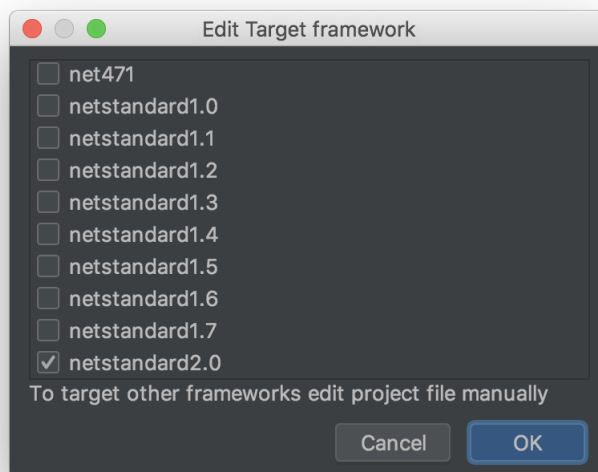 Edit Target framework
net471
netstandard1.0
netstandard1.1
netstandard1.2
netstandard1.3
netstandard1.4
netstandard1.5
netstandard1.6
netstandard1.7
netstandard2.0
To target other frameworks edit project file manually
Cancel OK